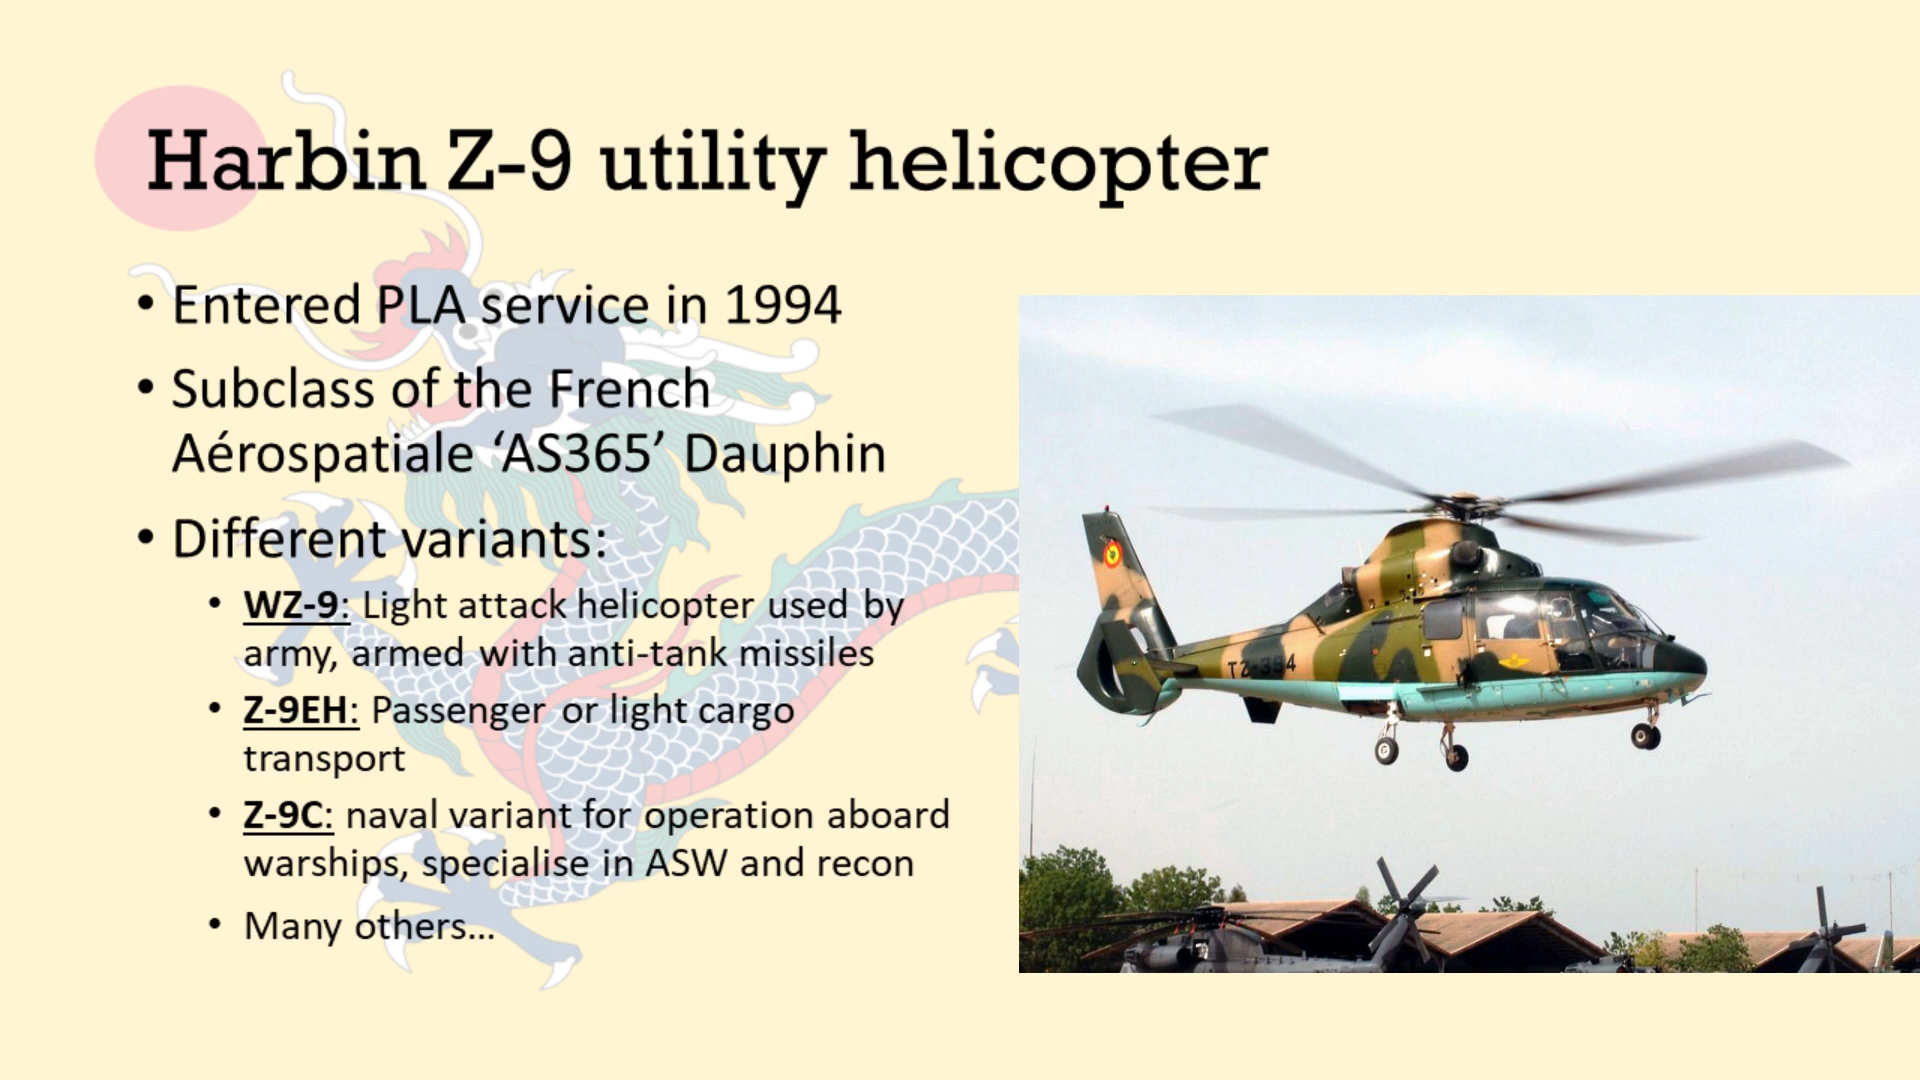 Harbin Z-9 utility helicopter
• Entered PLA service in 1994
• Subclass of the French
Aérospatiale ‘AS365’ Dauphin
• Different variants:
• WZ-9: Light attack helicopter used by
army, armed with anti-tank missiles
• Z-9EH: Passenger or light cargo
transport
• Z-9C: naval variant for operation aboard
warships, specialise in ASW and recon
• Many others...
TZ-394